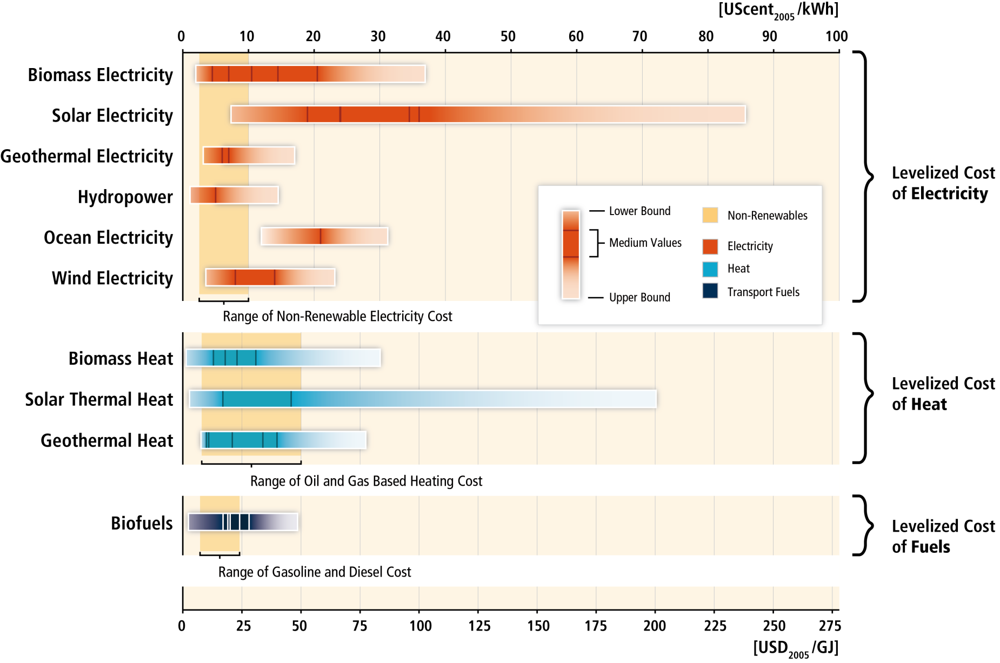 [UScent2005 /kWh]
0 10 20 30 40 50 60 70 80 90 100
Biomass Electricity
Solar Electricity
Geothermal Electricity
Hydropower
Ocean Electricity
Wind Electricity
Range of Non-Renewable Electricity Cost
Levelized Cost
of Electricity
Lower Bound
Medium Values
Upper Bound
Non-Renewables
Electricity
Heat
Transport Fuels
Biomass Heat
Solar Thermal Heat
Geothermal Heat
Range of Oil and Gas Based Heating Cost
Levelized Cost
of Heat
Biofuels
Range of Gasoline and Diesel Cost
Levelized Cost
of Fuels
0 25 50 75 100 125 150 175 200 225 250 275
[USD2005 /GJ]